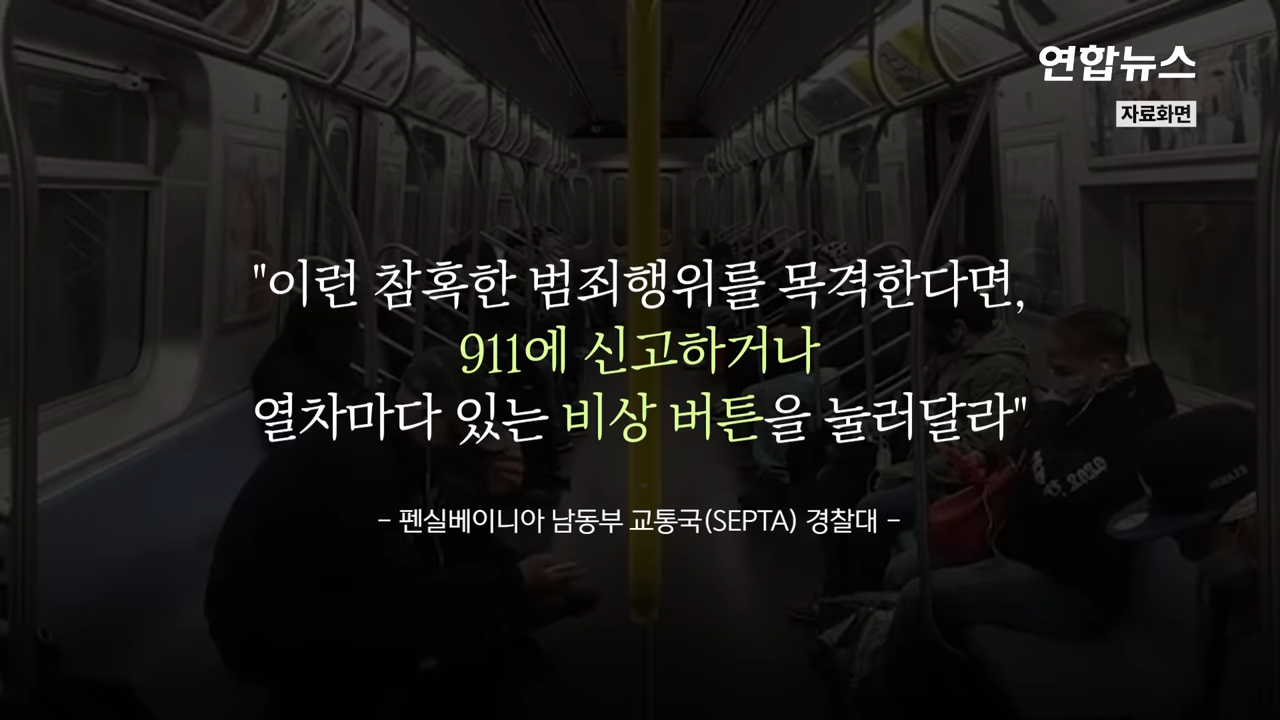 연합뉴스
자료화면
"이런 참혹한 범죄행위를 목격한다면,
911에 신고하거나
열차마다 있는 비상 버튼을 눌러달라"
- 펜실베이니아 남동부 교통국(SEPTA) 경찰대 -
2020